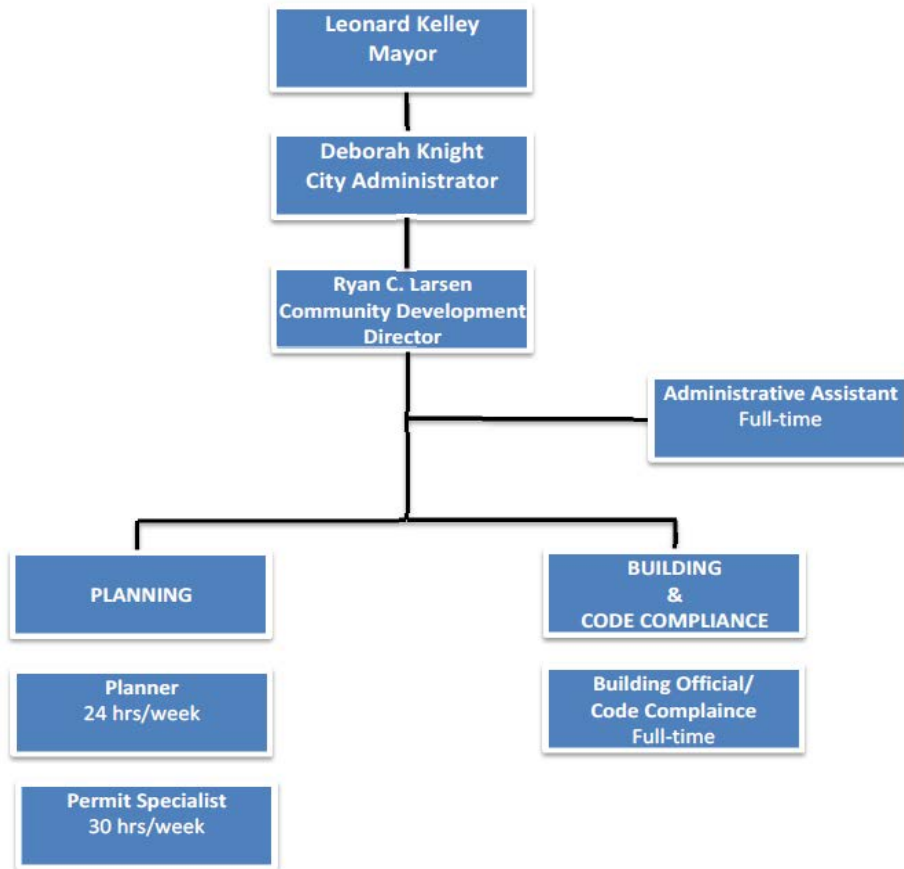 Leonard Kelley
Mayor
Deborah Knight
City Administrator
Ryan C. Larsen
Community Development
Director
Administrative Assistant
Full-time
PLANNING
BUILDING
&
CODE COMPLIANCE
Planner
24 hrs/week
Building Official/
Code Complaince
Full-time
Permit Specialist
30 hrs/week